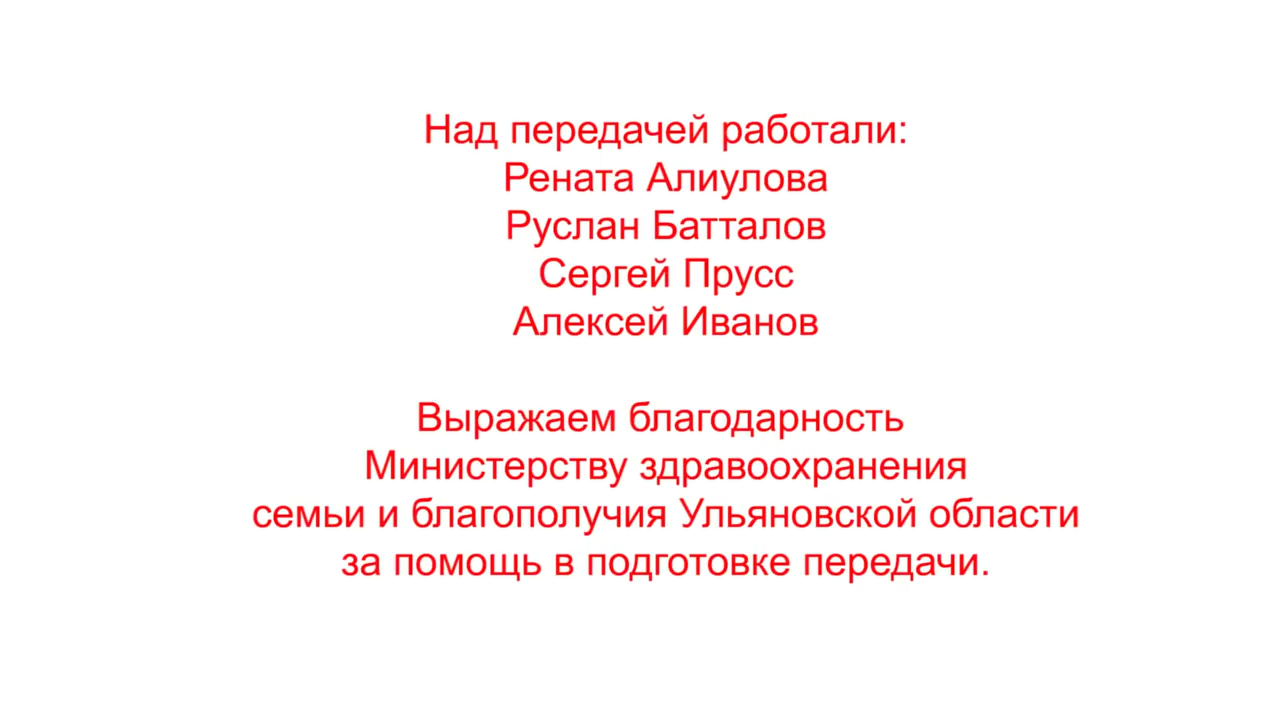 Над передачей работали:
Рената Алиулова
Руслан Батталов
Сергей Прусс
Алексей Иванов
Выражаем благодарность
Министерству здравоохранения
семьи и благополучия Ульяновской области
за помощь в подготовке передачи.